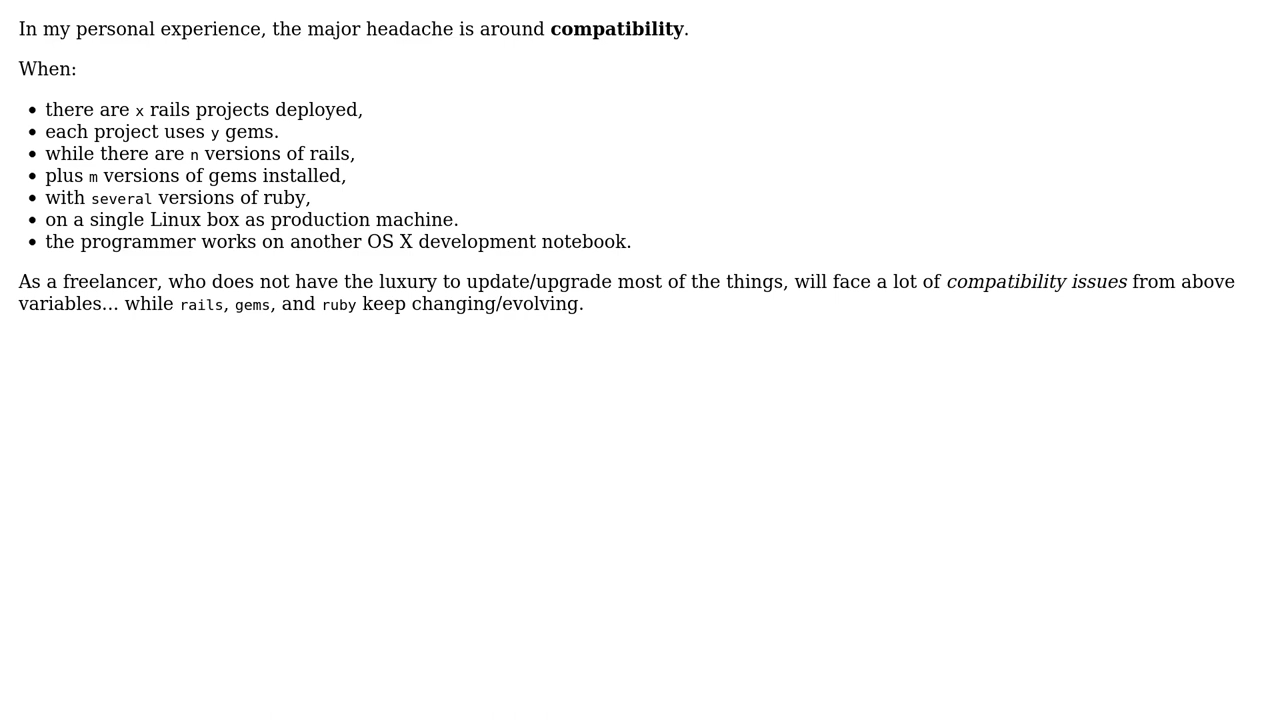 In my personal experience, the major headache is around compatibility.
When:
• there are x rails projects deployed,
• each project uses y gems.
• while there are n versions of rails,
• plus m versions of gems installed,
• with several versions of ruby,
• on a single Linux box as production machine.
• the programmer works on another OS X development notebook.
As a freelancer, who does not have the luxury to update/upgrade most of the things, will face a lot of compatibility issues from above
variables... while rails, gems, and ruby keep changing/evolving.